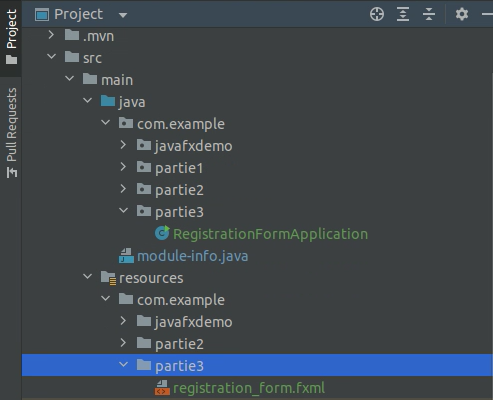 Project
Project
Pull Requests
.mvn
src
main
java
com.example
javafxdemo
partie1
partie2
partie3
RegistrationFormApplication
module-info.java
resources
com.example
javafxdemo
partie2
partie3
registration_form.fxml